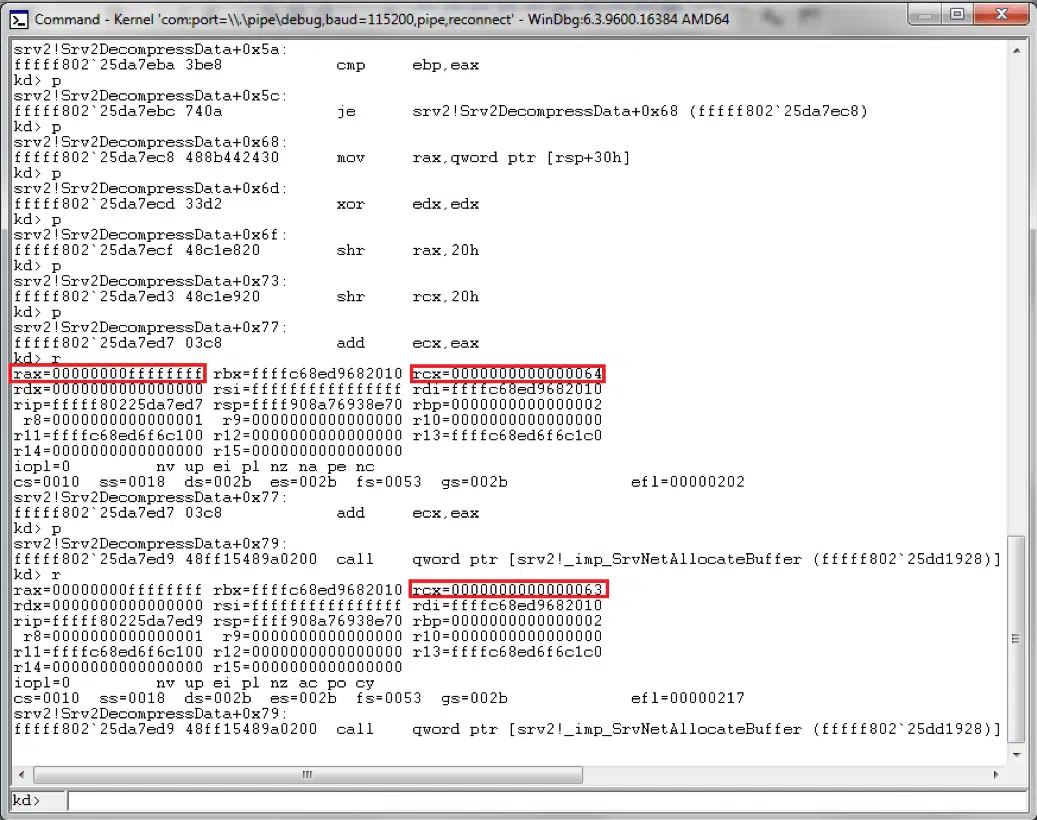 Command - Kernel 'com:port=\\.\pipe\debug,baud=115200,pipe,reconnect' - WinDbg:6.3.9600.16384 AMD64
srv2!Srv2DecompressData+0x5a:
fffff802`25da7eba 3be8            cmp     ebp,eax
kd> p
srv2!Srv2DecompressData+0x5c:
fffff802`25da7ebc 740a            je      srv2!Srv2DecompressData+0x68 (fffff802`25da7ec8)
kd> p
srv2!Srv2DecompressData+0x68:
fffff802`25da7ec8 488b442430      mov     rax,qword ptr [rsp+30h]
kd> p
srv2!Srv2DecompressData+0x6d:
fffff802`25da7ecd 33d2            xor     edx,edx
kd> p
srv2!Srv2DecompressData+0x6f:
fffff802`25da7ecf 48c1e820        shr     rax,20h
kd> p
srv2!Srv2DecompressData+0x73:
fffff802`25da7ed3 48c1e920        shr     rcx,20h
kd> p
srv2!Srv2DecompressData+0x77:
fffff802`25da7ed7 03c8            add     ecx,eax
kd> r
rax=00000000ffffffff rbx=ffffc68ed9682010 rcx=0000000000000064
rdx=0000000000000000 rsi=ffffffffffffffff rdi=ffffc68ed9682010
rip=fffff80225da7ed7 rsp=ffff908a76938e70 rbp=0000000000000002
 r8=0000000000000001  r9=0000000000000000 r10=0000000000000000
r11=ffffc68ed6f6c100 r12=0000000000000000 r13=ffffc68ed6f6c1c0
r14=0000000000000000 r15=0000000000000000
iopl=0         nv up ei pl nz na pe nc
cs=0010  ss=0018  ds=002b  es=002b  fs=0053  gs=002b             efl=00000202
srv2!Srv2DecompressData+0x77:
fffff802`25da7ed7 03c8            add     ecx,eax
kd> p
srv2!Srv2DecompressData+0x79:
fffff802`25da7ed9 48ff15489a0200  call    qword ptr [srv2!_imp_SrvNetAllocateBuffer (fffff802`25dd1928)]
kd> r
rax=00000000ffffffff rbx=ffffc68ed9682010 rcx=0000000000000063
rdx=0000000000000000 rsi=ffffffffffffffff rdi=ffffc68ed9682010
rip=fffff80225da7ed9 rsp=ffff908a76938e70 rbp=0000000000000002
 r8=0000000000000001  r9=0000000000000000 r10=0000000000000000
r11=ffffc68ed6f6c100 r12=0000000000000000 r13=ffffc68ed6f6c1c0
r14=0000000000000000 r15=0000000000000000
iopl=0         nv up ei pl nz ac po cy
cs=0010  ss=0018  ds=002b  es=002b  fs=0053  gs=002b             efl=00000217
srv2!Srv2DecompressData+0x79:
fffff802`25da7ed9 48ff15489a0200  call    qword ptr [srv2!_imp_SrvNetAllocateBuffer (fffff802`25dd1928)]
kd>